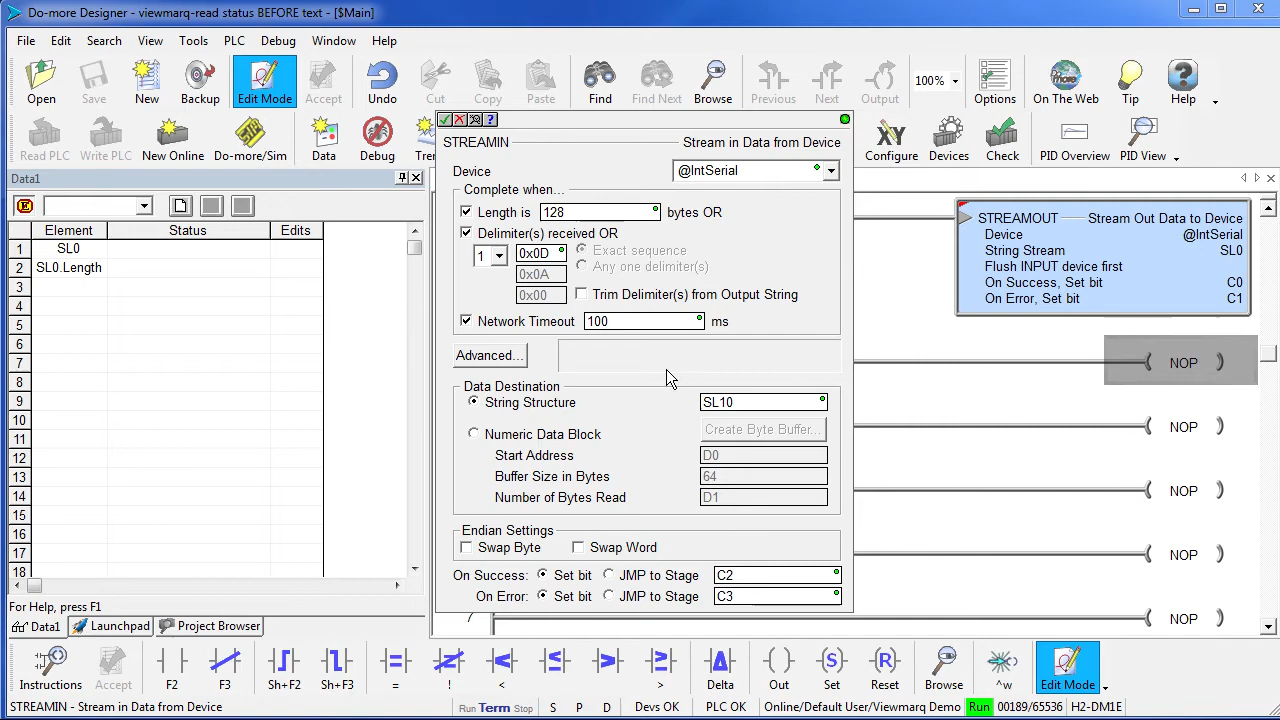 Do-more Designer - viewmarq-read status BEFORE text - [$Main]
File Edit Search View Tools PLC Debug Window Help
Open Save New Backup Edit Mode Accept Undo Cut Copy Paste Find Find Next Browse Previous Next Output 100% Options On The Web Tip Help
Read PLC Write PLC New Online Do-more/Sim Data Debug Configure Devices Check PID Overview PID View
Data1
Element Status Edits
1 SL0
2 SL0.Length
3
4
5
6
7
8
9
10
11
12
13
14
15
16
17
18
For Help, press F1
Data1 Launchpad Project Browser
STREAMIN Stream in Data from Device
Device @IntSerial
Complete when...
Length is 128 bytes OR
Delimiter(s) received OR
1 0x0D Exact sequence
0x0A Any one delimiter(s)
0x00 Trim Delimiter(s) from Output String
Network Timeout 100 ms
Advanced...
Data Destination
String Structure SL10
Numeric Data Block Create Byte Buffer...
Start Address D0
Buffer Size in Bytes 64
Number of Bytes Read D1
Endian Settings
Swap Byte Swap Word
On Success: Set bit JMP to Stage C2
On Error: Set bit JMP to Stage C3
STREAMOUT Stream Out Data to Device
Device @IntSerial
String Stream SL0
Flush INPUT device first
On Success, Set bit C0
On Error, Set bit C1
NOP
NOP
NOP
NOP
NOP
Instructions Accept F2 F3 Sh+F2 Sh+F3 = ! < > Delta Out Set Reset Browse ^w Edit Mode
STREAMIN - Stream in Data from Device Run Term Stop S P D Devs OK PLC OK Online/Default User/Viewmarq Demo Run 00189/65536 H2-DM1E